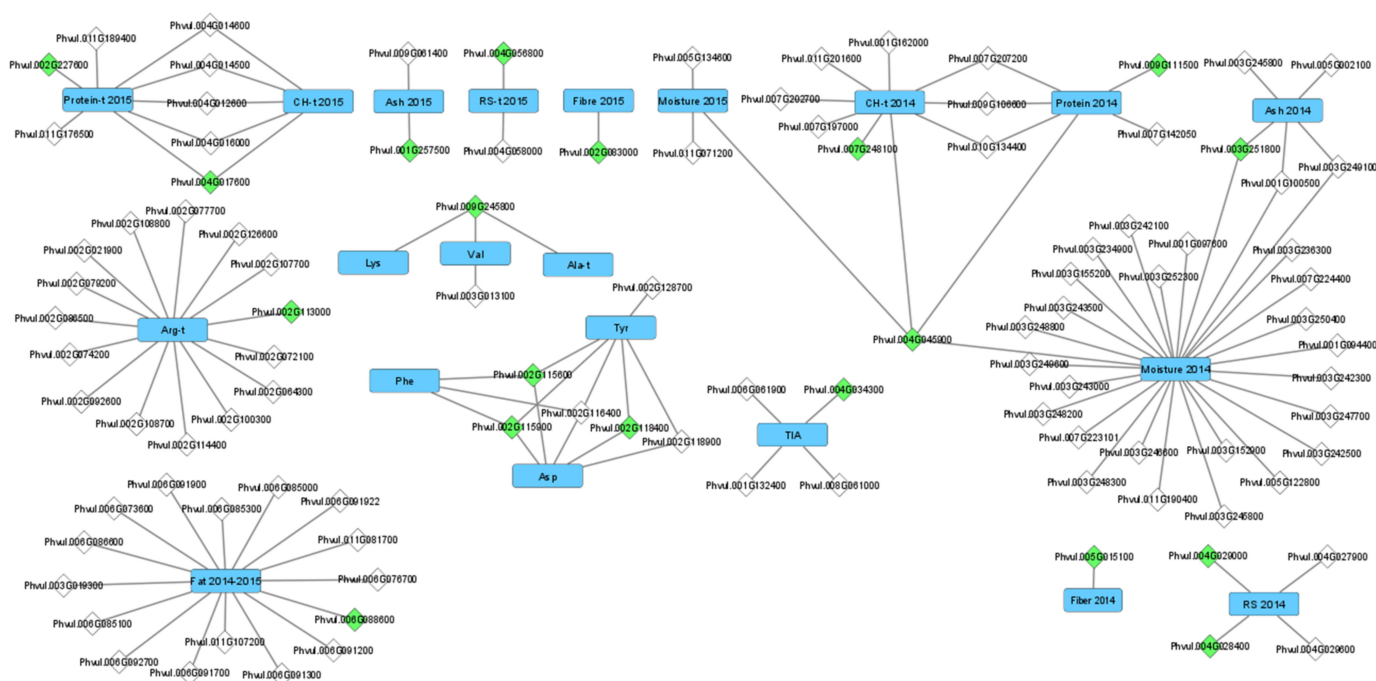 Phvul.004G014600
Phvul.011G189400
Phvul.002G227600
Phvul.004G014500
Protein-t 2015
Phvul.004G012600
CH-t 2015
Phvul.011G176500
Phvul.004G016000
Phvul.004G017600
Phvul.009G061400
Ash 2015
Phvul.001G257500
Phvul.004G056800
RS-t 2015
Phvul.004G058000
Fibre 2015
Phvul.002G083000
Phvul.005G134600
Moisture 2015
Phvul.011G071200
Phvul.001G162000
Phvul.011G201600
Phvul.007G207200
Phvul.007G202700
CH-t 2014
Phvul.009G106600
Protein 2014
Phvul.009G111500
Phvul.007G197000
Phvul.007G248100
Phvul.010G134400
Phvul.007G142050
Phvul.003G245800
Phvul.005G002100
Ash 2014
Phvul.003G251800
Phvul.003G249100
Phvul.001G100500
Phvul.002G077700
Phvul.002G108800
Phvul.002G126600
Phvul.002G021900
Phvul.002G107700
Phvul.002G079200
Phvul.002G113000
Phvul.002G086500
Arg-t
Phvul.002G074200
Phvul.002G072100
Phvul.002G064300
Phvul.002G092600
Phvul.002G100300
Phvul.002G108700
Phvul.002G114400
Phvul.009G245800
Lys
Val
Ala-t
Phvul.003G013100
Phvul.002G128700
Tyr
Phe
Phvul.002G115600
Phvul.002G116400
Phvul.002G115900
Phvul.002G118400
Phvul.002G118900
Asp
Phvul.004G045900
Phvul.006G061900
Phvul.004G034300
TIA
Phvul.001G132400
Phvul.008G061000
Phvul.003G242100
Phvul.003G234900
Phvul.001G097600
Phvul.003G236300
Phvul.003G155200
Phvul.003G252300
Phvul.007G224400
Phvul.003G243500
Phvul.003G250400
Phvul.003G248800
Phvul.001G094400
Phvul.003G249600
Moisture 2014
Phvul.003G242300
Phvul.003G243000
Phvul.003G248200
Phvul.003G247700
Phvul.007G223101
Phvul.003G246600
Phvul.003G152900
Phvul.003G242500
Phvul.003G248300
Phvul.005G122800
Phvul.011G190400
Phvul.003G245800
Phvul.006G091900
Phvul.006G085000
Phvul.006G073600
Phvul.006G085300
Phvul.006G091922
Phvul.006G086600
Phvul.011G081700
Phvul.003G019300
Fat 2014-2015
Phvul.006G076700
Phvul.006G085100
Phvul.006G088600
Phvul.011G107200
Phvul.006G091200
Phvul.006G092700
Phvul.006G091700
Phvul.006G091300
Phvul.005G015100
Fiber 2014
Phvul.004G029000
Phvul.004G027900
RS 2014
Phvul.004G028400
Phvul.004G029600